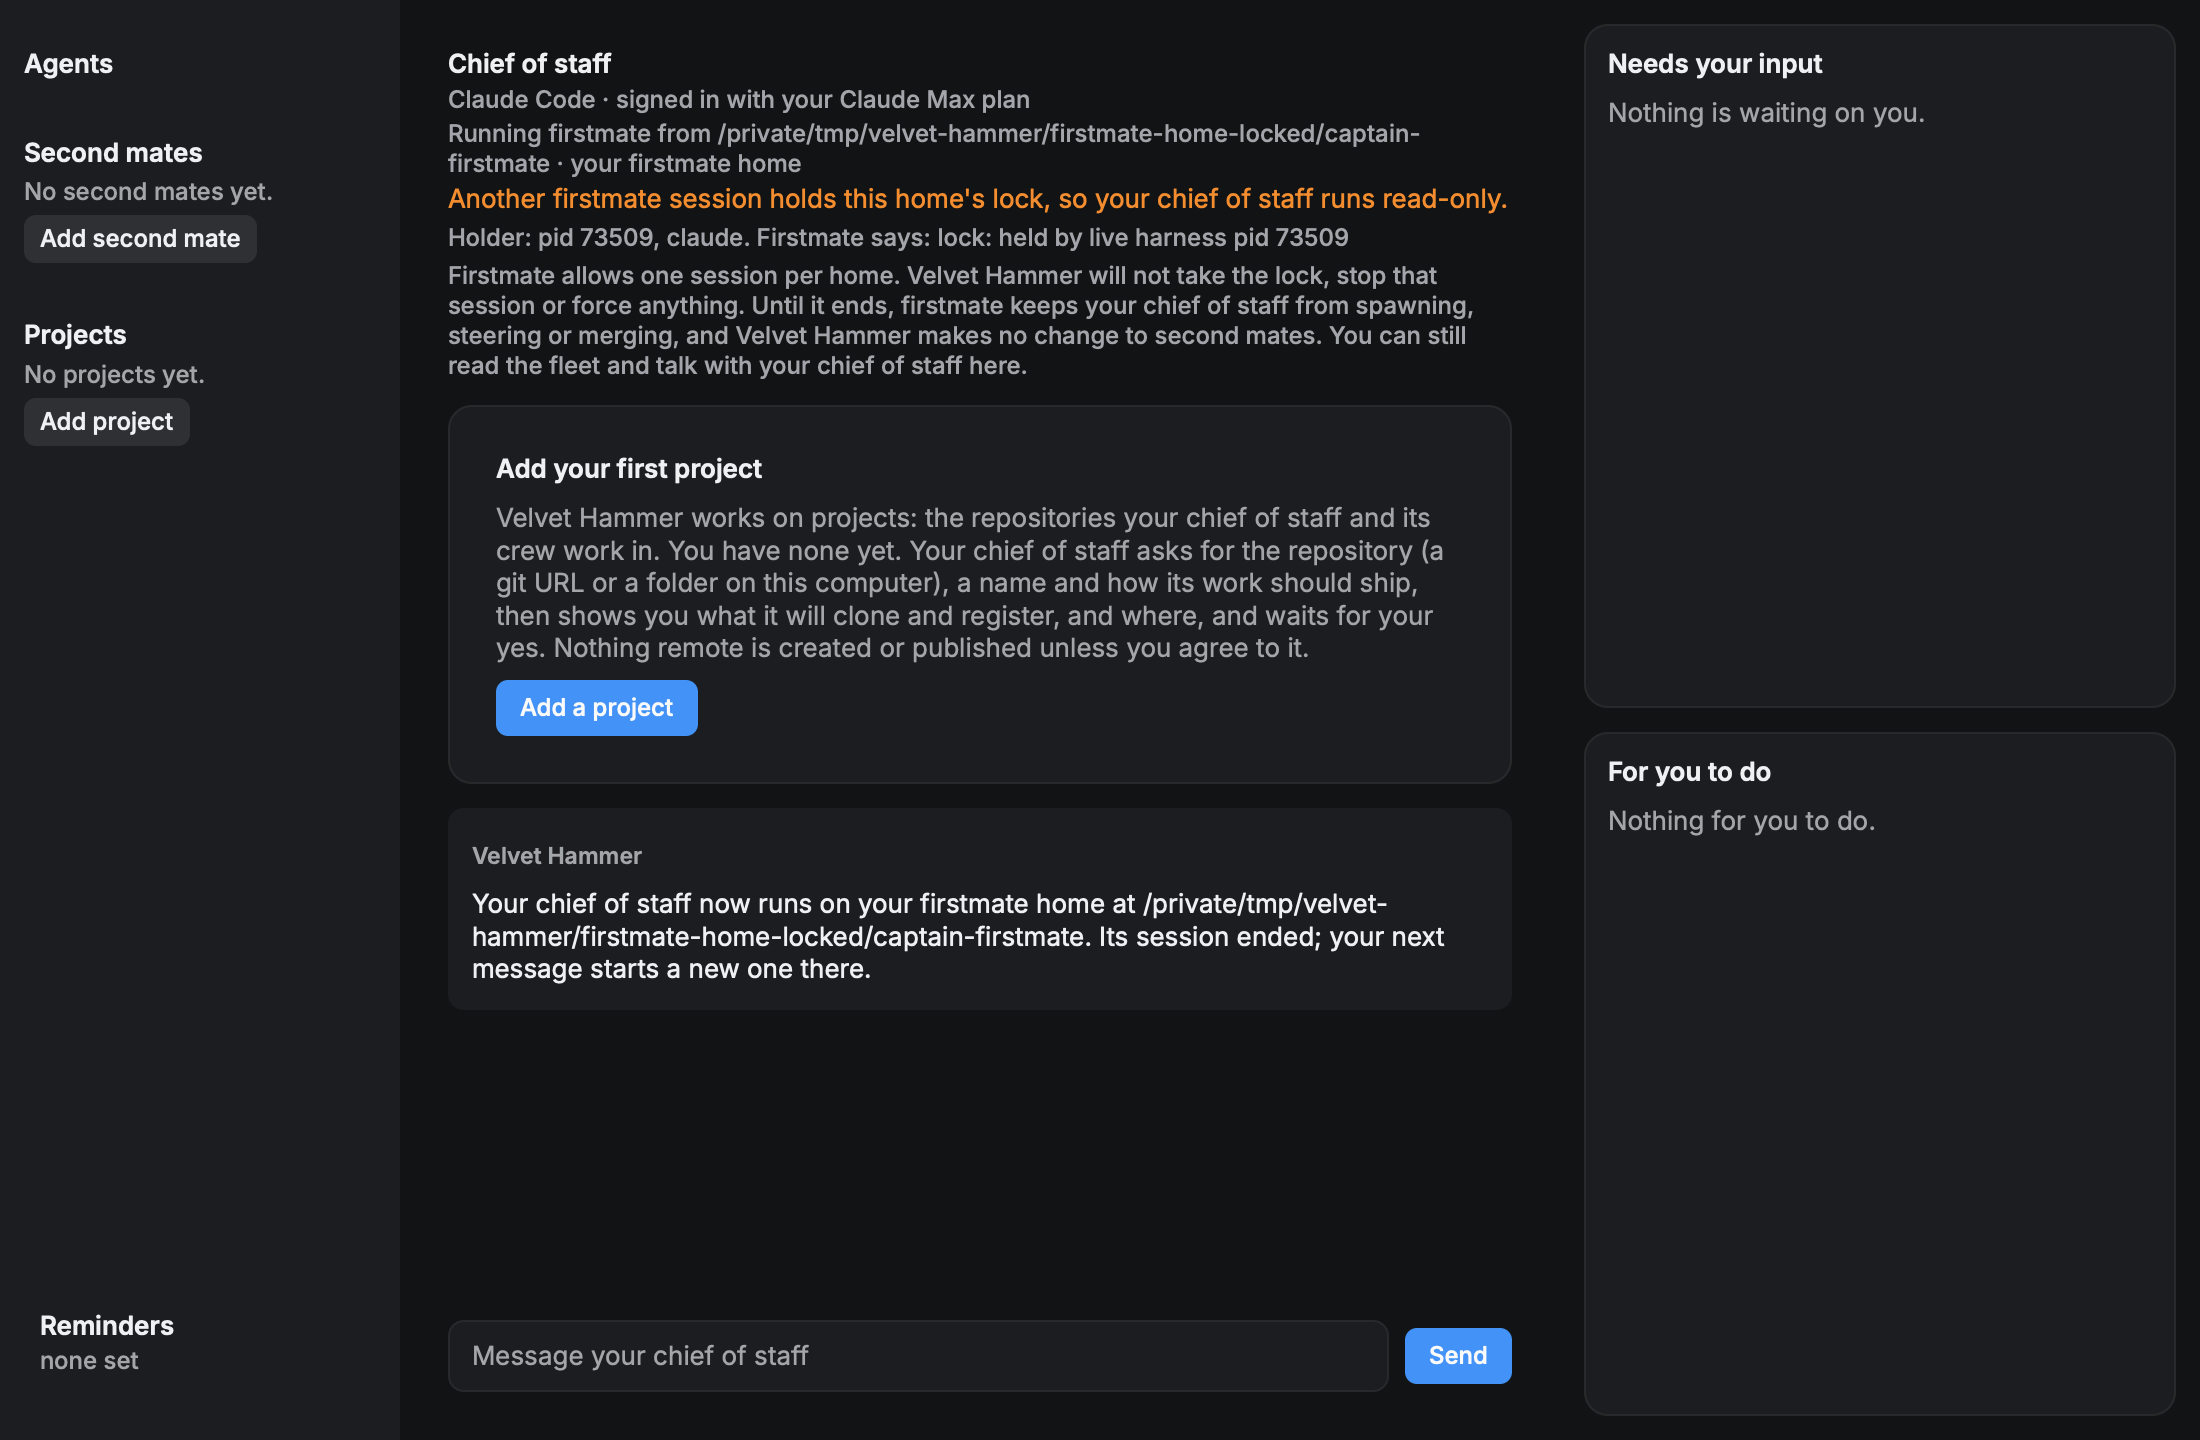 Agents
Second mates
No second mates yet.
Add second mate
Projects
No projects yet.
Add project
Reminders
none set
Chief of staff
Claude Code · signed in with your Claude Max plan
Running firstmate from /private/tmp/velvet-hammer/firstmate-home-locked/captain-
firstmate · your firstmate home
Another firstmate session holds this home's lock, so your chief of staff runs read-only.
Holder: pid 73509, claude. Firstmate says: lock: held by live harness pid 73509
Firstmate allows one session per home. Velvet Hammer will not take the lock, stop that
session or force anything. Until it ends, firstmate keeps your chief of staff from spawning,
steering or merging, and Velvet Hammer makes no change to second mates. You can still
read the fleet and talk with your chief of staff here.
Add your first project
Velvet Hammer works on projects: the repositories your chief of staff and its
crew work in. You have none yet. Your chief of staff asks for the repository (a
git URL or a folder on this computer), a name and how its work should ship,
then shows you what it will clone and register, and where, and waits for your
yes. Nothing remote is created or published unless you agree to it.
Add a project
Velvet Hammer
Your chief of staff now runs on your firstmate home at /private/tmp/velvet-
hammer/firstmate-home-locked/captain-firstmate. Its session ended; your next
message starts a new one there.
Message your chief of staff
Send
Needs your input
Nothing is waiting on you.
For you to do
Nothing for you to do.